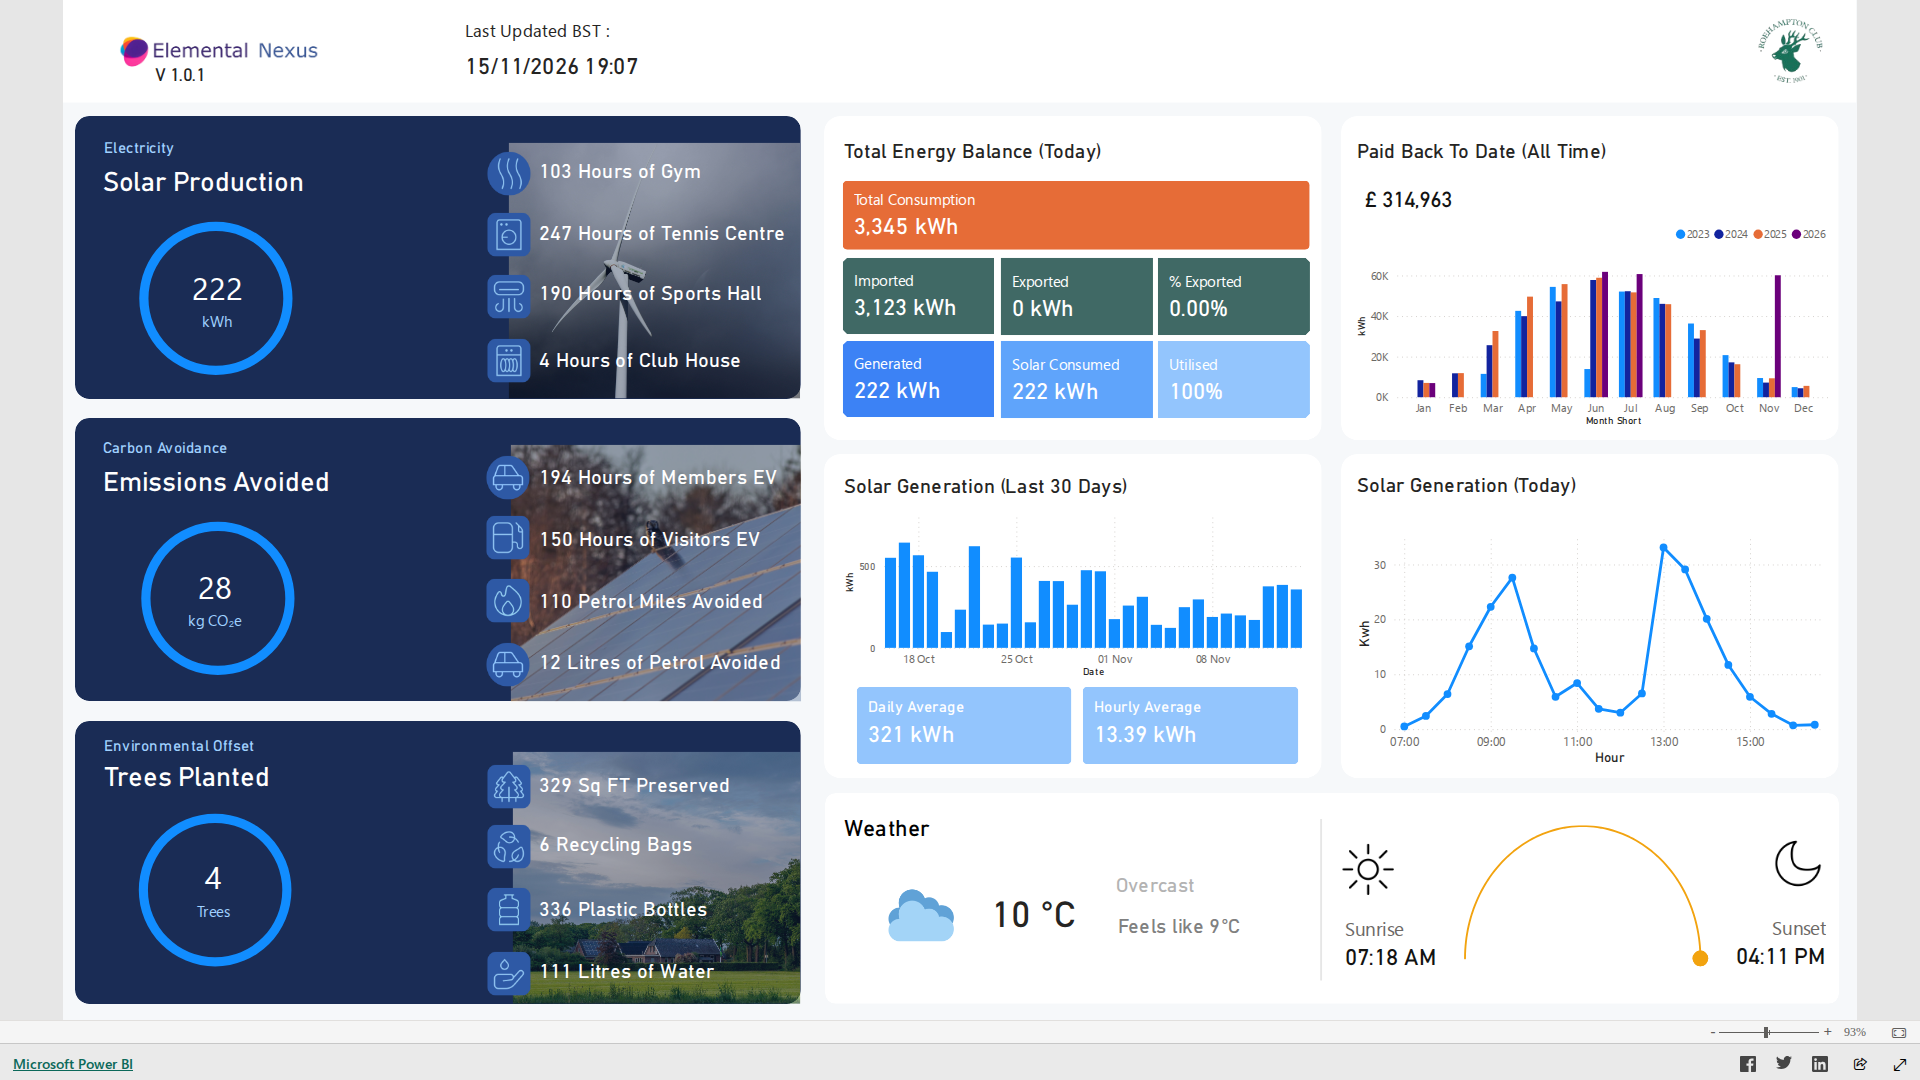 Elemental Nexus
V 1.0.1
Last Updated BST :
15/11/2026 19:07
ROEHAMPTON CLUB
· EST. 1901 ·
Electricity
Solar Production
222
kWh
103 Hours of Gym
247 Hours of Tennis Centre
190 Hours of Sports Hall
4 Hours of Club House
Carbon Avoidance
Emissions Avoided
28
kg CO₂e
194 Hours of Members EV
150 Hours of Visitors EV
110 Petrol Miles Avoided
12 Litres of Petrol Avoided
Environmental Offset
Trees Planted
4
Trees
329 Sq FT Preserved
6 Recycling Bags
336 Plastic Bottles
111 Litres of Water
Total Energy Balance (Today)
Total Consumption
3,345 kWh
Imported
3,123 kWh
Exported
0 kWh
% Exported
0.00%
Generated
222 kWh
Solar Consumed
222 kWh
Utilised
100%
Paid Back To Date (All Time)
£ 314,963
2023 2024 2025 2026
60K
40K
20K
0K
kWh
Jan Feb Mar Apr May Jun Jul Aug Sep Oct Nov Dec
Month Short
Solar Generation (Last 30 Days)
500
0
kWh
18 Oct 25 Oct 01 Nov 08 Nov
Date
Daily Average
321 kWh
Hourly Average
13.39 kWh
Solar Generation (Today)
30
20
10
0
Kwh
07:00 09:00 11:00 13:00 15:00
Hour
Weather
10 °C
Overcast
Feels like 9°C
Sunrise
07:18 AM
Sunset
04:11 PM
- + 93%
Microsoft Power BI